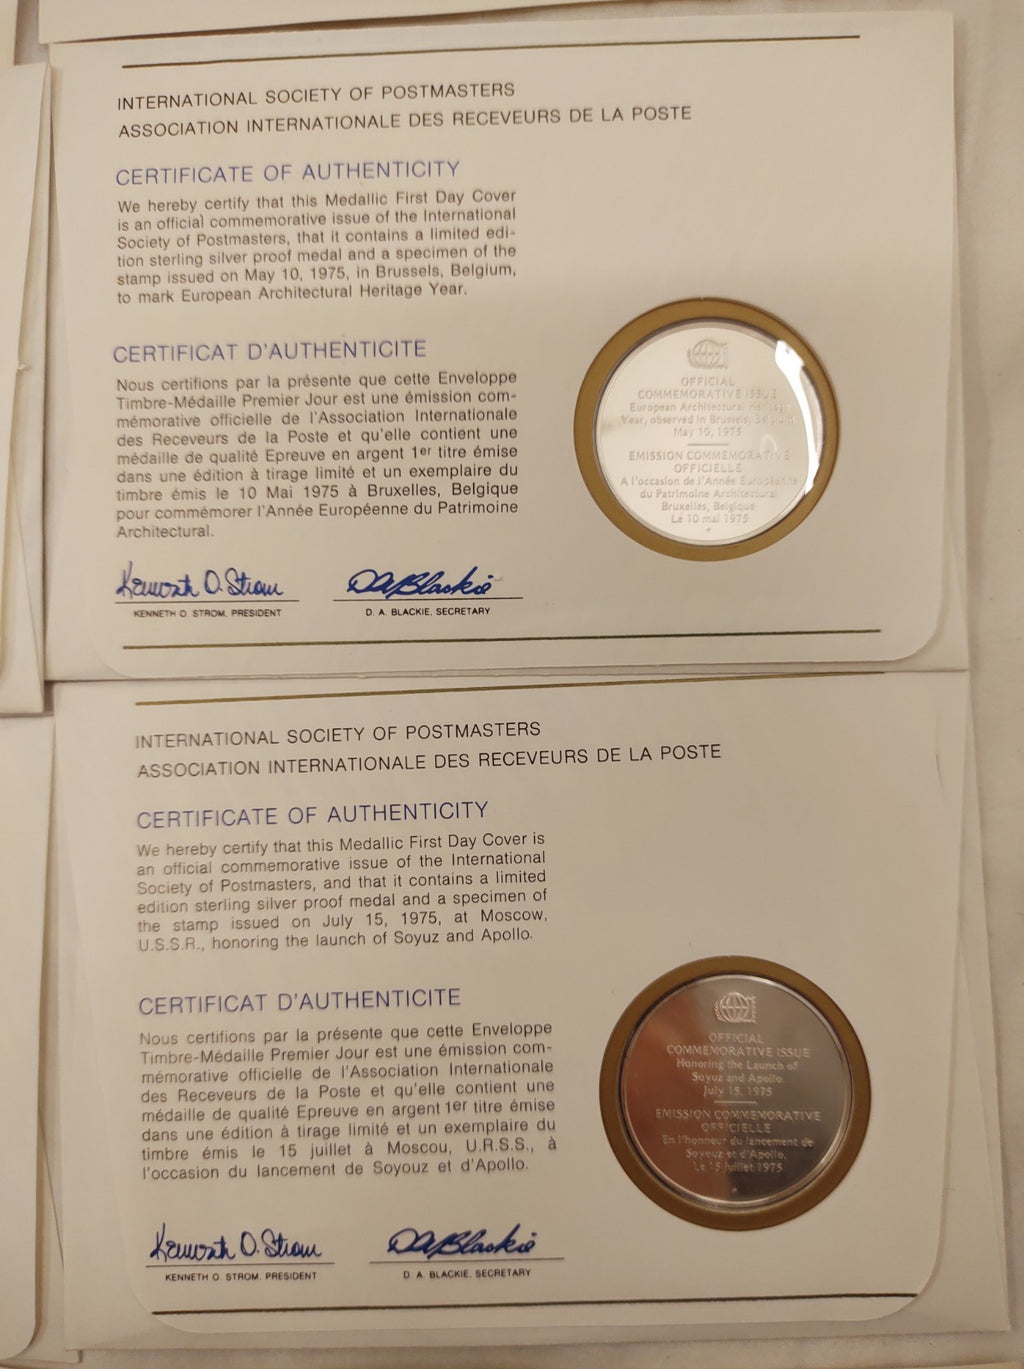 INTERNATIONAL SOCIETY OF POSTMASTERS
ASSOCIATION INTERNATIONALE DES RECEVEURS DE LA POSTE
CERTIFICATE OF AUTHENTICITY
We hereby certify that this Medallic First Day Cover
is an official commemorative issue of the International
Society of Postmasters, that it contains a limited edi-
tion sterling silver proof medal and a specimen of the
stamp issued on May 10, 1975, in Brussels, Belgium,
to mark European Architectural Heritage Year.
CERTIFICAT D'AUTHENTICITE
Nous certifions par la présente que cette Enveloppe
Timbre-Médaille Premier Jour est une émission com-
mémorative officielle de l'Association Internationale
des Receveurs de la Poste et qu'elle contient une
médaille de qualité Epreuve en argent 1er titre émise
dans une édition à tirage limité et un exemplaire du
timbre émis le 10 Mai 1975 à Bruxelles, Belgique
pour commémorer l'Année Européenne du Patrimoine
Architectural.
Kenneth O. Strom
D A Blackie
KENNETH O. STROM, PRESIDENT
D. A. BLACKIE, SECRETARY
OFFICIAL
COMMEMORATIVE ISSUE
European Architectural Heritage
Year, observed in Brussels, Belgium
May 10, 1975
EMISSION COMMEMORATIVE
OFFICIELLE
A l'occasion de l'Année Européenne
du Patrimoine Architectural
Bruxelles, Belgique
Le 10 mai 1975
INTERNATIONAL SOCIETY OF POSTMASTERS
ASSOCIATION INTERNATIONALE DES RECEVEURS DE LA POSTE
CERTIFICATE OF AUTHENTICITY
We hereby certify that this Medallic First Day Cover is
an official commemorative issue of the International
Society of Postmasters, and that it contains a limited
edition sterling silver proof medal and a specimen of
the stamp issued on July 15, 1975, at Moscow,
U.S.S.R., honoring the launch of Soyuz and Apollo.
CERTIFICAT D'AUTHENTICITE
Nous certifions par la présente que cette Enveloppe
Timbre-Médaille Premier Jour est une émission com-
mémorative officielle de l'Association Internationale
des Receveurs de la Poste et qu'elle contient une
médaille de qualité Epreuve en argent 1er titre émise
dans une édition à tirage limité et un exemplaire du
timbre émis le 15 juillet à Moscou, U.R.S.S., à
l'occasion du lancement de Soyouz et d'Apollo.
Kenneth O. Strom
D A Blackie
KENNETH O. STROM, PRESIDENT
D. A. BLACKIE, SECRETARY
OFFICIAL
COMMEMORATIVE ISSUE
Honoring the Launch of
Soyuz and Apollo
July 15, 1975
EMISSION COMMEMORATIVE
OFFICIELLE
En l'honneur du lancement de
Soyouz et d'Apollo.
Le 15 juillet 1975